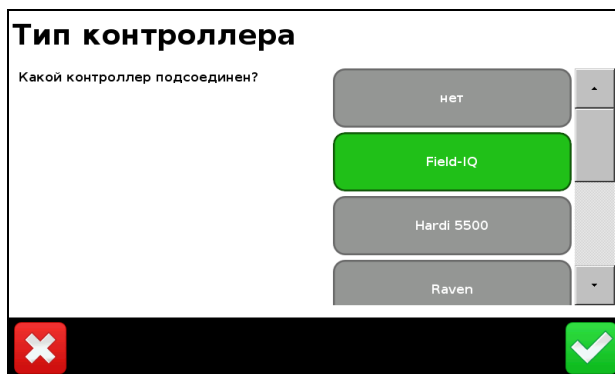 Тип контроллера
Какой контроллер подсоединен?
нет
Field-IQ
Hardi 5500
Raven